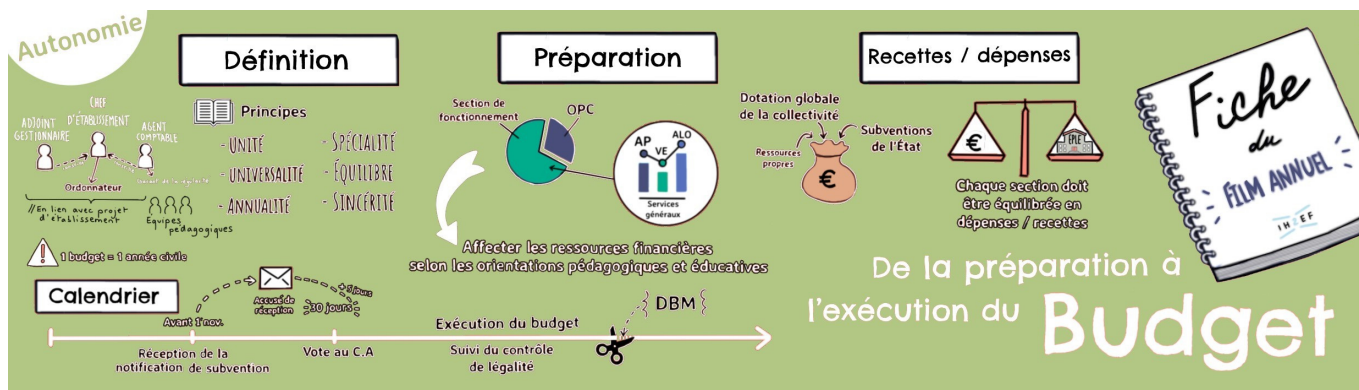 Autonomie
Définition
CHEF
D'ÉTABLISSEMENT
ADJOINT
GESTIONNAIRE
AGENT
COMPTABLE
Ordonnateur
//En lien avec projet
d'établissement
Équipes
pédagogiques
Principes
- UNITÉ
- UNIVERSALITÉ
- ANNUALITÉ
- SPÉCIALITÉ
- ÉQUILIBRE
- SINCÉRITÉ
! 1 budget = 1 année civile
Préparation
Section de
fonctionnement
OPC
AP
VE
ALO
Services
généraux
Affecter les ressources financières
selon les orientations pédagogiques et éducatives
Recettes / dépenses
Dotation globale
de la collectivité
Subventions
de l'État
Ressources
propres
€
€
EPLE
Chaque section doit
être équilibrée en
dépenses / recettes
Fiche
du
FILM ANNUEL
IH2EF
De la préparation à
l'exécution du Budget
Calendrier
Avant 1 nov.
Accusé de
réception
30 jours
jours
Réception de la
notification de subvention
Vote au C.A
Exécution du budget
Suivi du contrôle
de légalité
DBM